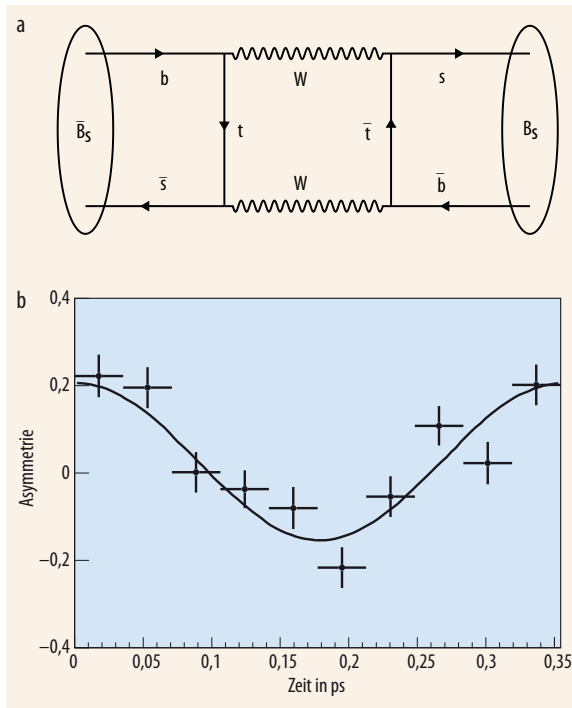 a
b W s
B̅s t t̅ Bs
s̅ W b̅
b
0,4
0,2
0
−0,2
−0,4
Asymmetrie
0 0,05 0,1 0,15 0,2 0,25 0,3 0,35
Zeit in ps